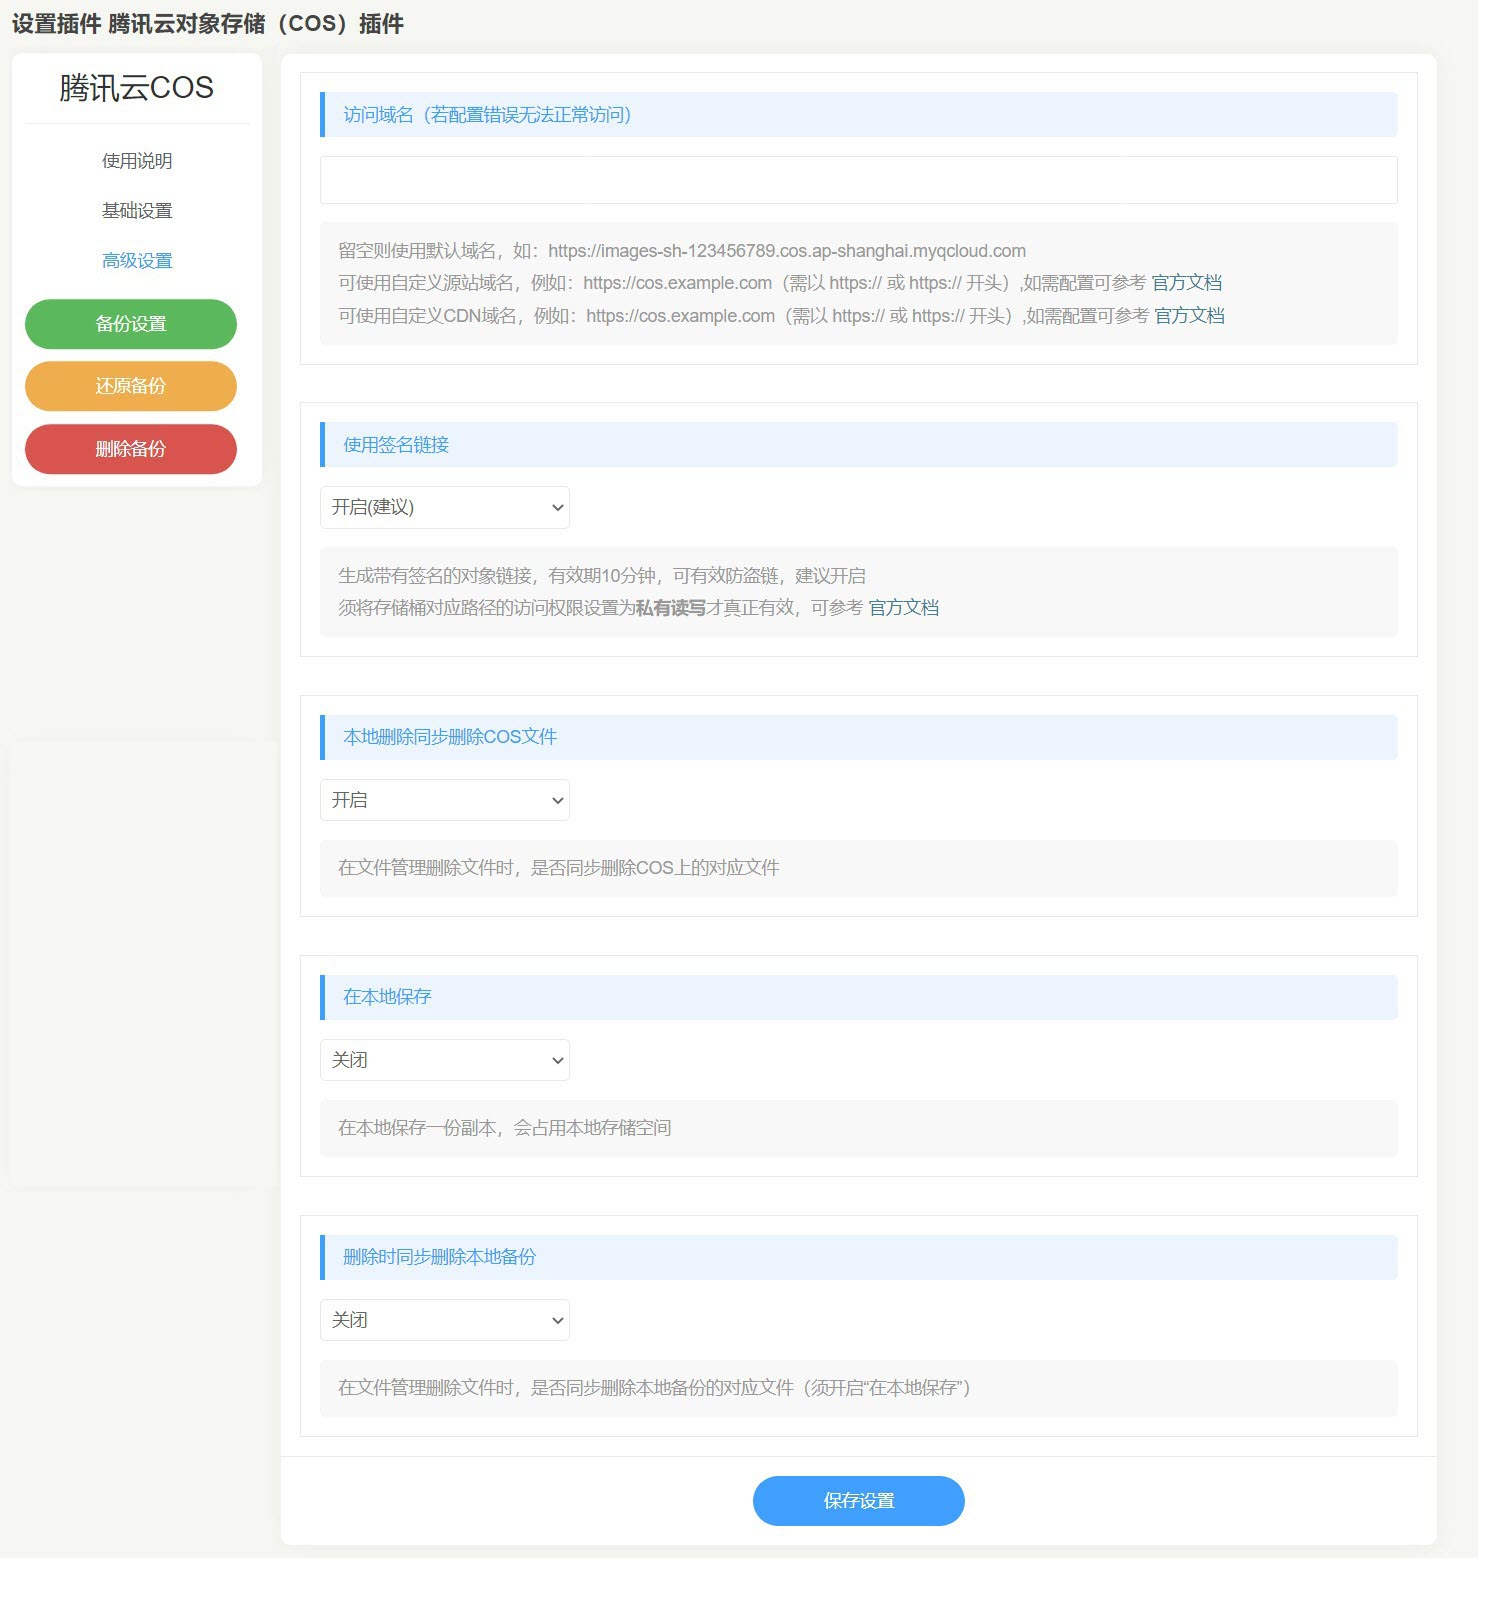 设置插件 腾讯云对象存储（COS）插件
腾讯云COS
使用说明
基础设置
高级设置
备份设置
还原备份
删除备份
访问域名（若配置错误无法正常访问）
留空则使用默认域名，如：https://images-sh-123456789.cos.ap-shanghai.myqcloud.com
可使用自定义源站域名，例如：https://cos.example.com（需以 https:// 或 https:// 开头）,如需配置可参考 官方文档
可使用自定义CDN域名，例如：https://cos.example.com（需以 https:// 或 https:// 开头）,如需配置可参考 官方文档
使用签名链接
开启(建议)
生成带有签名的对象链接，有效期10分钟，可有效防盗链，建议开启
须将存储桶对应路径的访问权限设置为私有读写才真正有效，可参考 官方文档
本地删除同步删除COS文件
开启
在文件管理删除文件时，是否同步删除COS上的对应文件
在本地保存
关闭
在本地保存一份副本，会占用本地存储空间
删除时同步删除本地备份
关闭
在文件管理删除文件时，是否同步删除本地备份的对应文件（须开启“在本地保存”）
保存设置